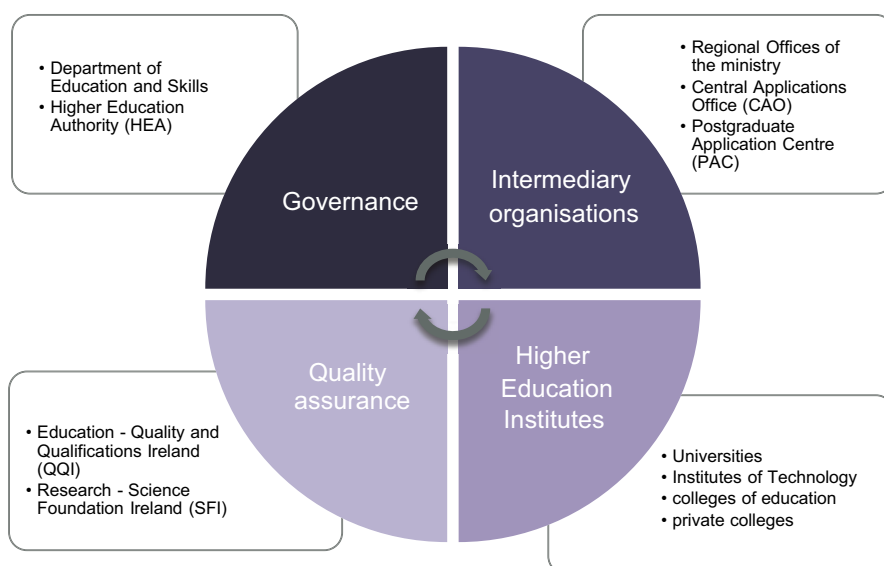 • Department of
Education and Skills
• Higher Education
Authority (HEA)
• Regional Offices of
the ministry
• Central Applications
Office (CAO)
• Postgraduate
Application Centre
(PAC)
Governance
Intermediary
organisations
Quality
assurance
Higher
Education
Institutes
• Education - Quality and
Qualifications Ireland
(QQI)
• Research - Science
Foundation Ireland (SFI)
• Universities
• Institutes of Technology
• colleges of education
• private colleges